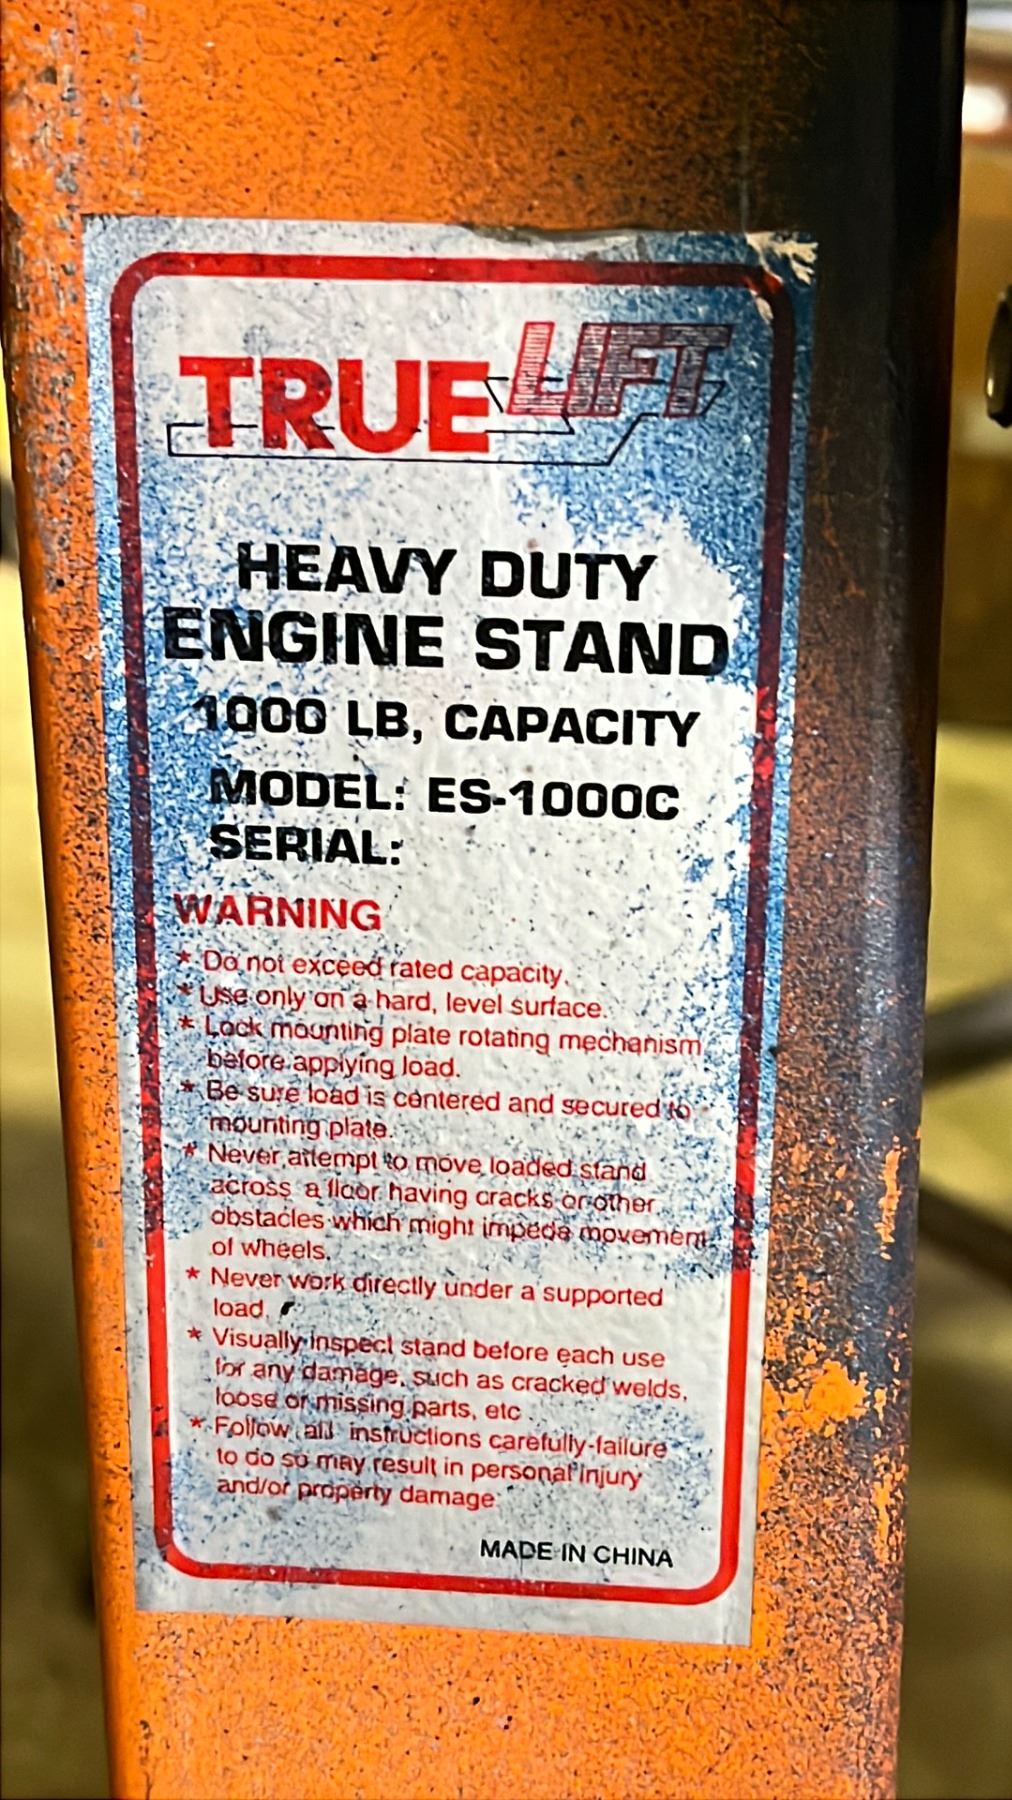 TRUELIFT
HEAVY DUTY
ENGINE STAND
1000 LB, CAPACITY
MODEL: ES-1000C
SERIAL:
WARNING
* Do not exceed rated capacity.
* Use only on a hard, level surface.
* Lock mounting plate rotating mechanism
before applying load.
* Be sure load is centered and secured to
mounting plate.
* Never attempt to move loaded stand
across a floor having cracks or other
obstacles which might impede movement
of wheels.
* Never work directly under a supported
load.
* Visually inspect stand before each use
for any damage, such as cracked welds,
loose or missing parts, etc.
* Follow all instructions carefully-failure
to do so may result in personal injury
and/or property damage
MADE IN CHINA